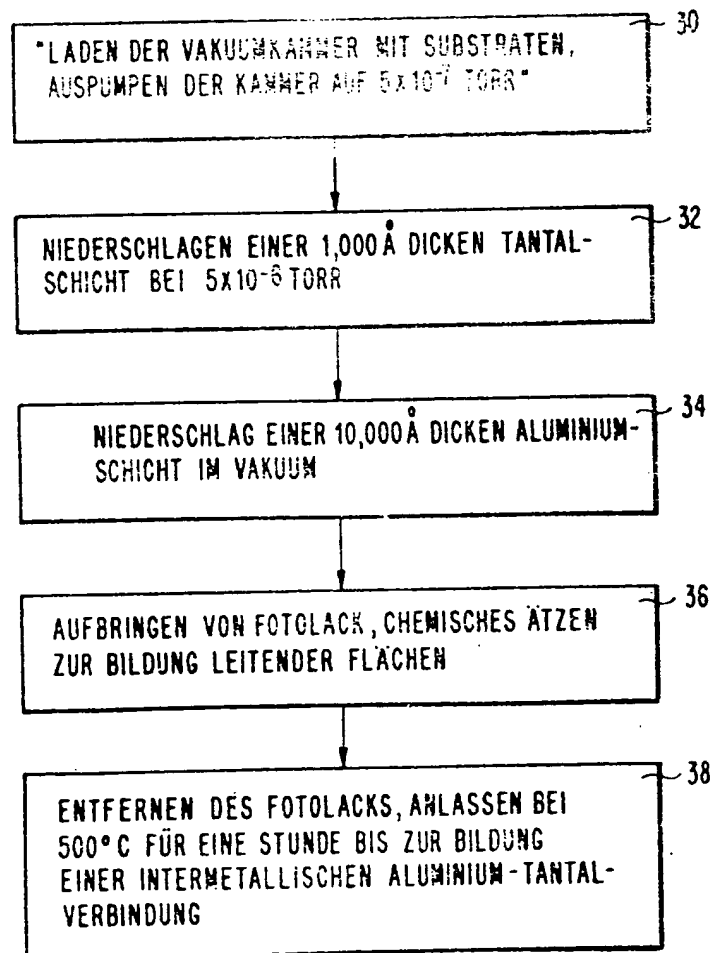 30
"LADEN DER VAKUUMKAMMER MIT SUBSTRATEN,
AUSPUMPEN DER KAMMER AUF 5x10⁻⁷ TORR"
32
NIEDERSCHLAGEN EINER 1,000 Å DICKEN TANTAL-
SCHICHT BEI 5X10⁻⁶ TORR
34
NIEDERSCHLAG EINER 10,000 Å DICKEN ALUMINIUM-
SCHICHT IM VAKUUM
36
AUFBRINGEN VON FOTOLACK, CHEMISCHES ÄTZEN
ZUR BILDUNG LEITENDER FLÄCHEN
38
ENTFERNEN DES FOTOLACKS, ANLASSEN BEI
500° C FÜR EINE STUNDE BIS ZUR BILDUNG
EINER INTERMETALLISCHEN ALUMINIUM-TANTAL-
VERBINDUNG